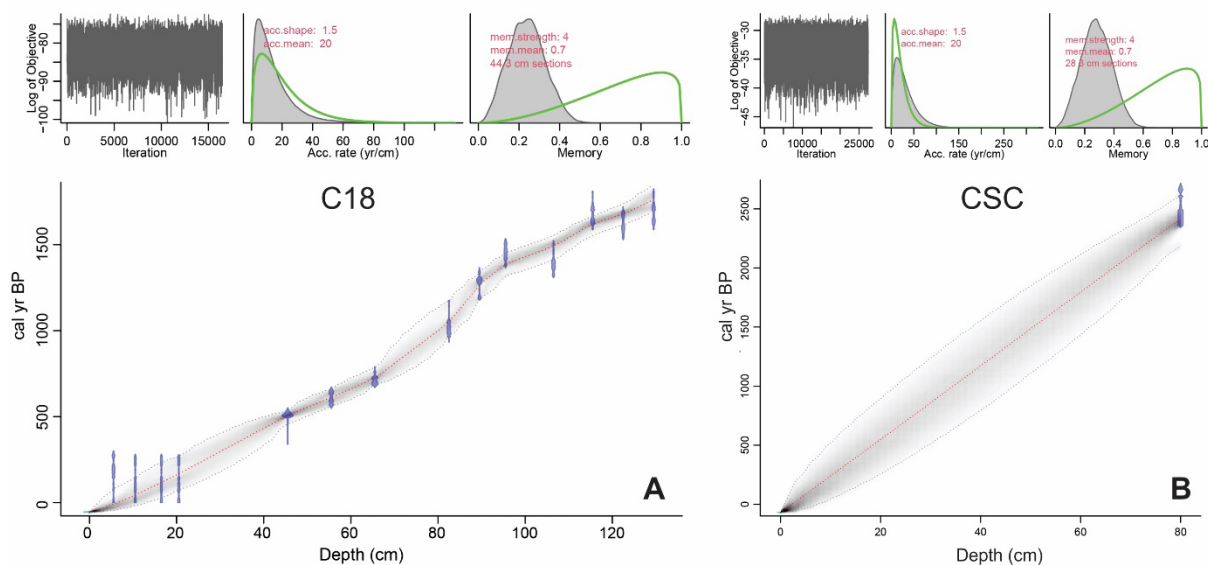 Log of Objective
-100
-90
-80
0
5000
10000
15000
Iteration
acc.shape: 1.5
acc.mean: 20
0
20
40
60
80
100
Acc. rate (yr/cm)
mem.strength: 4
mem.mean: 0.7
44 3 cm sections
0.0
0.2
0.4
0.6
0.8
1.0
Memory
Log of Objective
-45
-40
-35
-30
0
10000
25000
Iteration
acc.shape: 1.5
acc.mean: 20
0
50
150
250
Acc. rate (yr/cm)
mem.strength: 4
mem.mean: 0.7
28 3 cm sections
0.0
0.2
0.4
0.6
0.8
1.0
Memory
C18
cal yr BP
0
500
1000
1500
0
20
40
60
80
100
120
Depth (cm)
A
CSC
cal yr BP
0
500
1000
1500
2000
2500
0
20
40
60
80
Depth (cm)
B